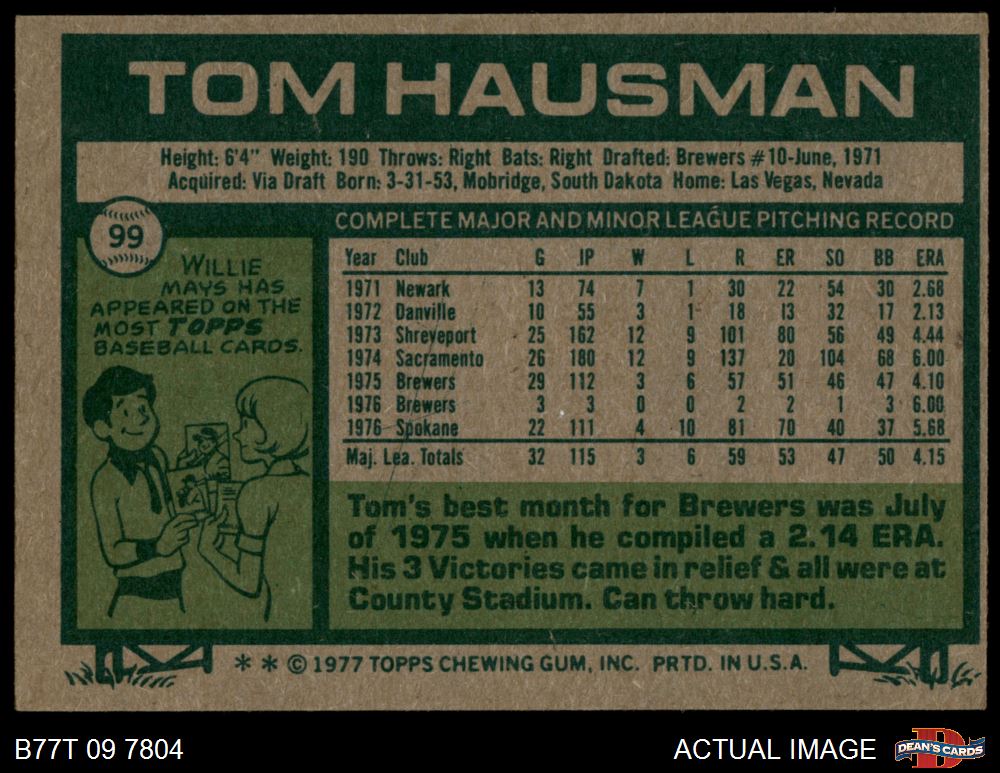 TOM HAUSMAN
Height: 6'4" Weight: 190 Throws: Right Bats: Right Drafted: Brewers #10-June, 1971
Acquired: Via Draft Born: 3-31-53, Mobridge, South Dakota Home: Las Vegas, Nevada
99
WILLIE
MAYS HAS
APPEARED ON THE
MOST TOPPS
BASEBALL CARDS.
COMPLETE MAJOR AND MINOR LEAGUE PITCHING RECORD
Year Club G IP W L R ER SO BB ERA
1971 Newark 13 74 7 1 30 22 54 30 2.68
1972 Danville 10 55 3 1 18 13 32 17 2.13
1973 Shreveport 25 162 12 9 101 80 56 49 4.44
1974 Sacramento 26 180 12 9 137 20 104 68 6.00
1975 Brewers 29 112 3 6 57 51 46 47 4.10
1976 Brewers 3 3 0 0 2 2 1 3 6.00
1976 Spokane 22 111 4 10 81 70 40 37 5.68
Maj. Lea. Totals 32 115 3 6 59 53 47 50 4.15
Tom's best month for Brewers was July
of 1975 when he compiled a 2.14 ERA.
His 3 Victories came in relief & all were at
County Stadium. Can throw hard.
* * © 1977 TOPPS CHEWING GUM, INC. PRTD. IN U.S.A.
B77T 09 7804
ACTUAL IMAGE
D
DEAN'S CARDS